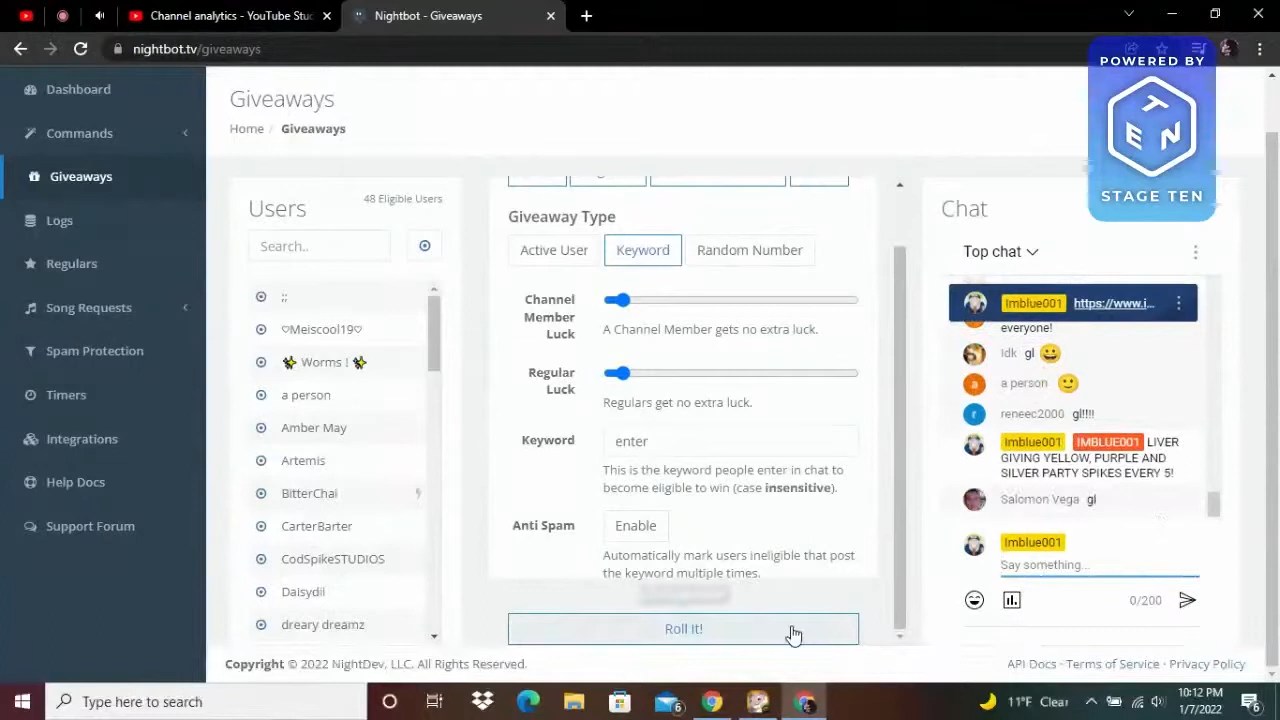 Channel analytics - YouTube Stu
Nightbot - Giveaways
nightbot.tv/giveaways
POWERED BY
TEN
STAGE TEN
Dashboard
Commands
Giveaways
Logs
Regulars
Song Requests
Spam Protection
Timers
Integrations
Help Docs
Support Forum
Giveaways
Home / Giveaways
Users
48 Eligible Users
Search..
;;
♡Meiscool19♡
Worms !
a person
Amber May
Artemis
BitterChai
CarterBarter
CodSpikeSTUDIOS
Daisydil
dreary dreamz
Giveaway Type
Active User
Keyword
Random Number
Channel
Member
Luck
A Channel Member gets no extra luck.
Regular
Luck
Regulars get no extra luck.
Keyword
enter
This is the keyword people enter in chat to
become eligible to win (case insensitive).
Anti Spam
Enable
Automatically mark users ineligible that post
the keyword multiple times.
Roll It!
Chat
Top chat
Imblue001 https://www.i...
everyone!
Idk gl 😀
a person 🙂
reneec2000 gl!!!!
Imblue001 IMBLUE001 LIVER
GIVING YELLOW, PURPLE AND
SILVER PARTY SPIKES EVERY 5!
Salomon Vega gl
Imblue001
Say something...
0/200
Copyright © 2022 NightDev, LLC. All Rights Reserved.
API Docs - Terms of Service - Privacy Policy
Type here to search
6
11°F Clear
10:12 PM
1/7/2022
6